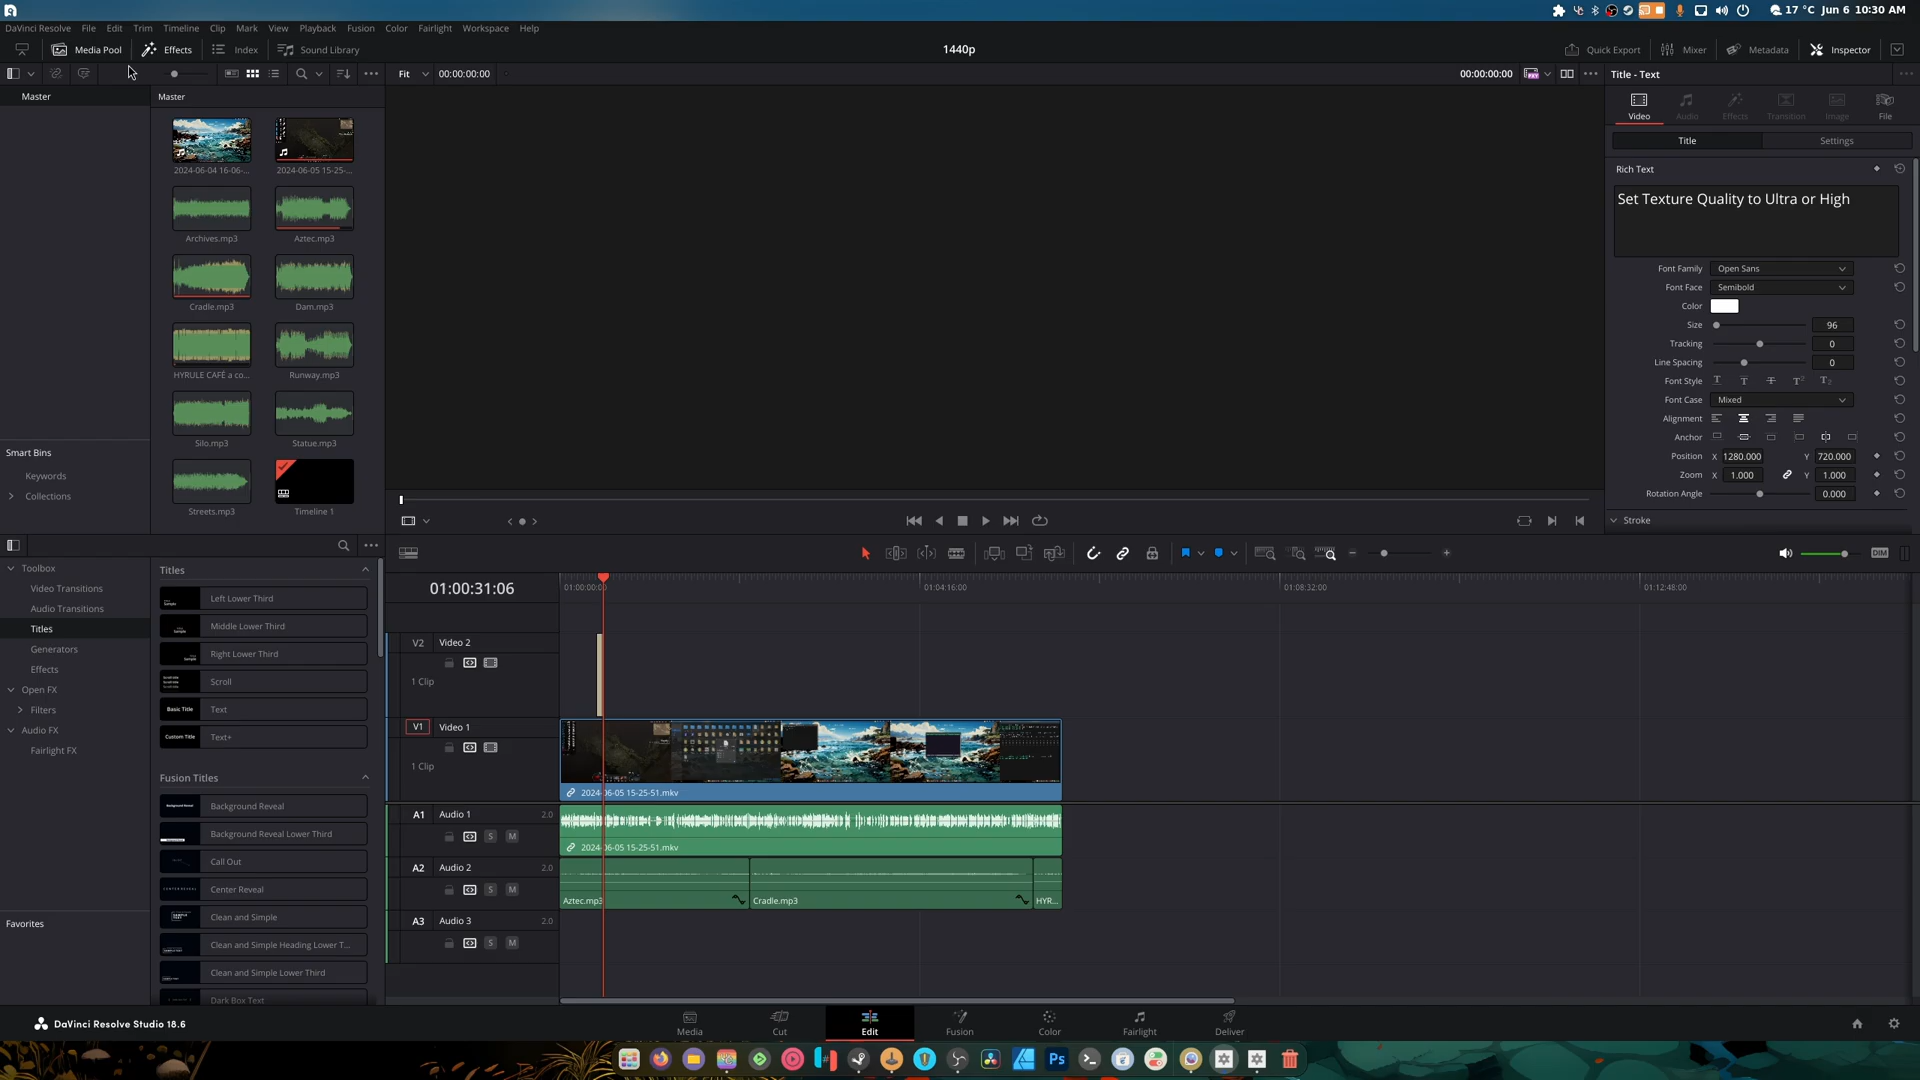 17 °C Jun 6 10:30 AM
DaVinci Resolve File Edit Trim Timeline Clip Mark View Playback Fusion Color Fairlight Workspace Help
Media Pool Effects Index Sound Library 1440p Quick Export Mixer Metadata Inspector
Fit 00:00:00:00 00:00:00:00 Title - Text
Master
Master
Video Audio Effects Transition Image File
Title Settings
2024-06-04 16-06-... 2024-06-05 15-25-...
Rich Text
Set Texture Quality to Ultra or High
Archives.mp3 Aztec.mp3
Font Family Open Sans
Font Face Semibold
Color
Cradle.mp3 Dam.mp3
Size 96
Tracking 0
Line Spacing 0
HYRULE CAFÉ a co... Runway.mp3
Font Style
Font Case Mixed
Alignment
Anchor
Silo.mp3 Statue.mp3
Position X 1280.000 Y 720.000
Zoom X 1.000 Y 1.000
Rotation Angle 0.000
Smart Bins
Keywords
Collections
Streets.mp3 Timeline 1
Stroke
DIM
Toolbox
Video Transitions
Audio Transitions
Titles
Generators
Effects
Open FX
Filters
Audio FX
Fairlight FX
Favorites
Titles
Left Lower Third
Middle Lower Third
Right Lower Third
Scroll
Basic Title Text
Custom Title Text+
Fusion Titles
Background Reveal
Background Reveal Lower Third
Call Out
Center Reveal
Clean and Simple
Clean and Simple Heading Lower T...
Clean and Simple Lower Third
Dark Box Text
01:00:31:06 01:00:00:00 01:04:16:00 01:08:32:00 01:12:48:00
V2 Video 2
1 Clip
V1 Video 1
1 Clip
2024-06-05 15-25-51.mkv
A1 Audio 1 2.0
S M
2024-06-05 15-25-51.mkv
A2 Audio 2 2.0
S M
Aztec.mp3 Cradle.mp3 HYR...
A3 Audio 3 2.0
S M
DaVinci Resolve Studio 18.6
Media Cut Edit Fusion Color Fairlight Deliver
Ps